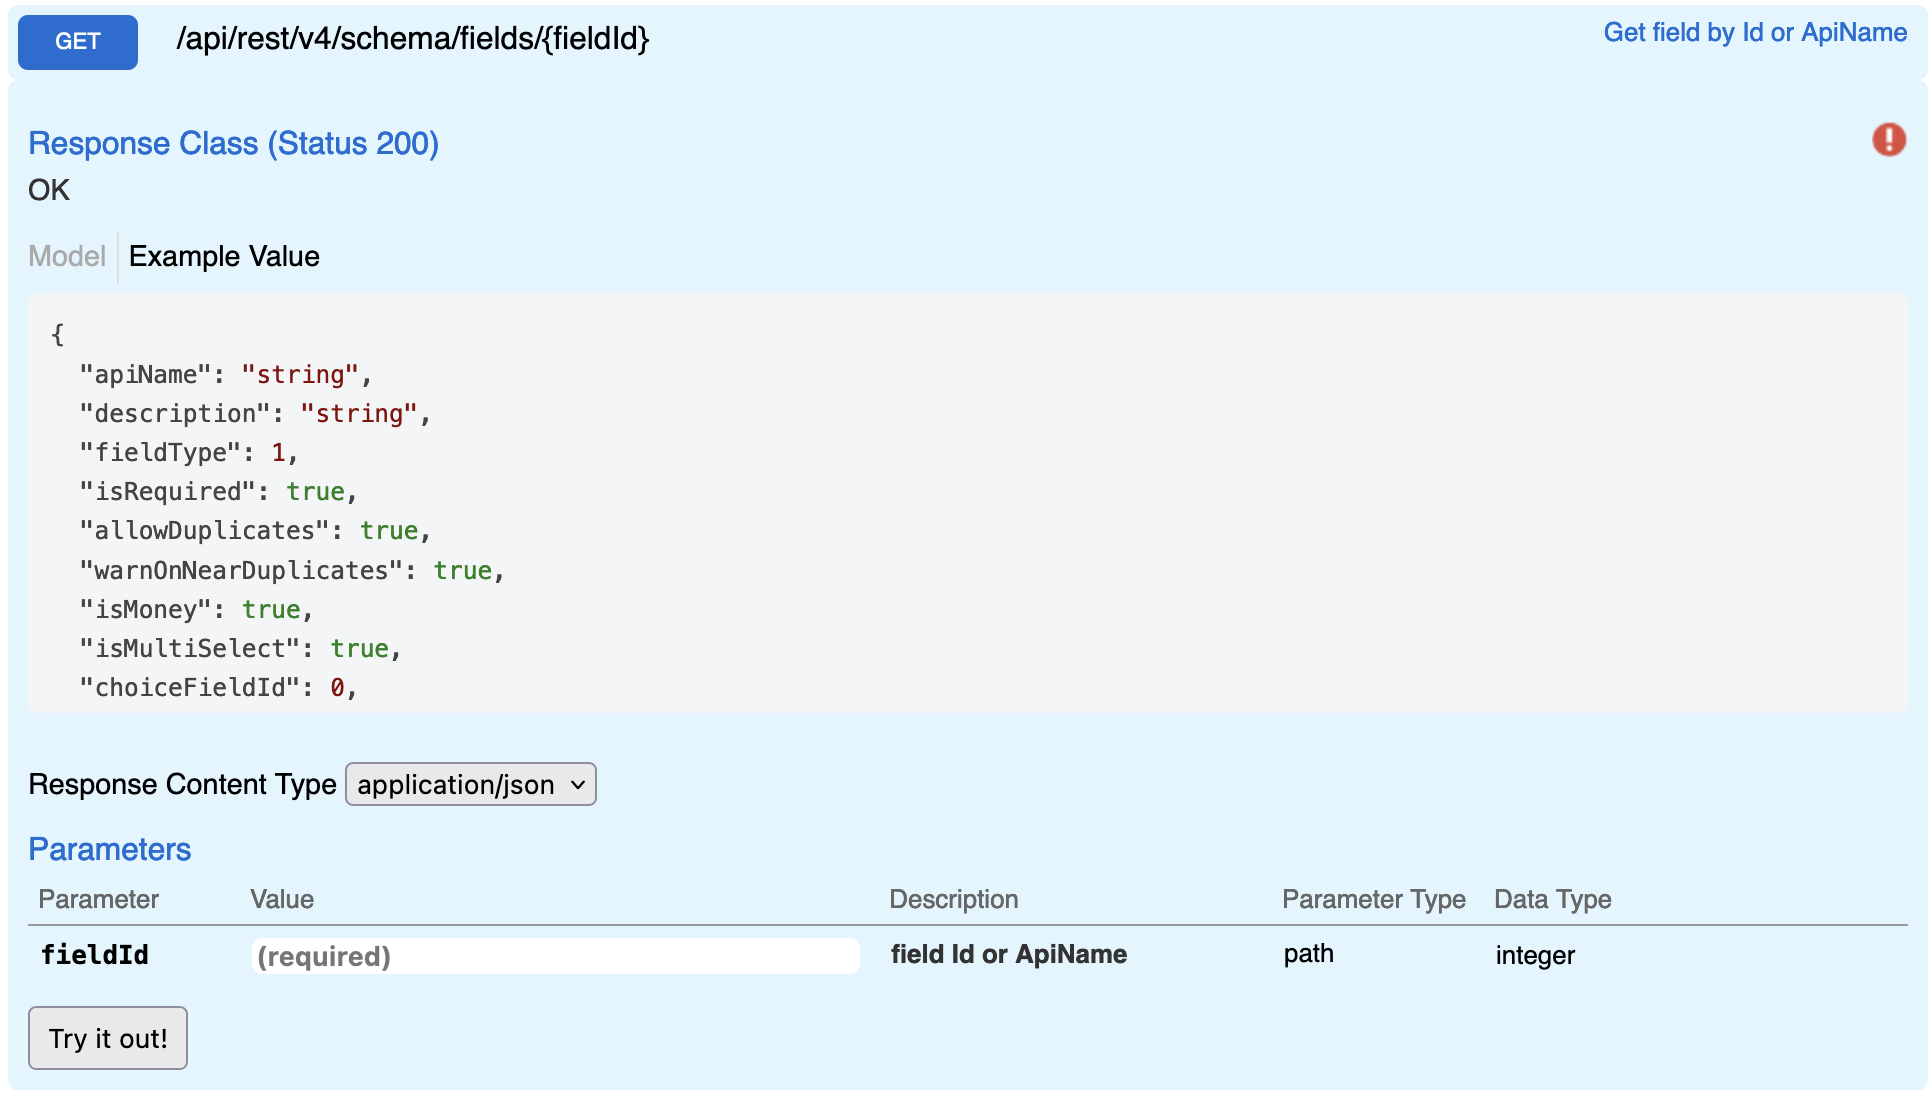 GET /api/rest/v4/schema/fields/{fieldId} Get field by Id or ApiName
Response Class (Status 200)
OK
Model Example Value
{
"apiName": "string",
"description": "string",
"fieldType": 1,
"isRequired": true,
"allowDuplicates": true,
"warnOnNearDuplicates": true,
"isMoney": true,
"isMultiSelect": true,
"choiceFieldId": 0,
Response Content Type application/json
Parameters
Parameter Value Description Parameter Type Data Type
fieldId (required) field Id or ApiName path integer
Try it out!